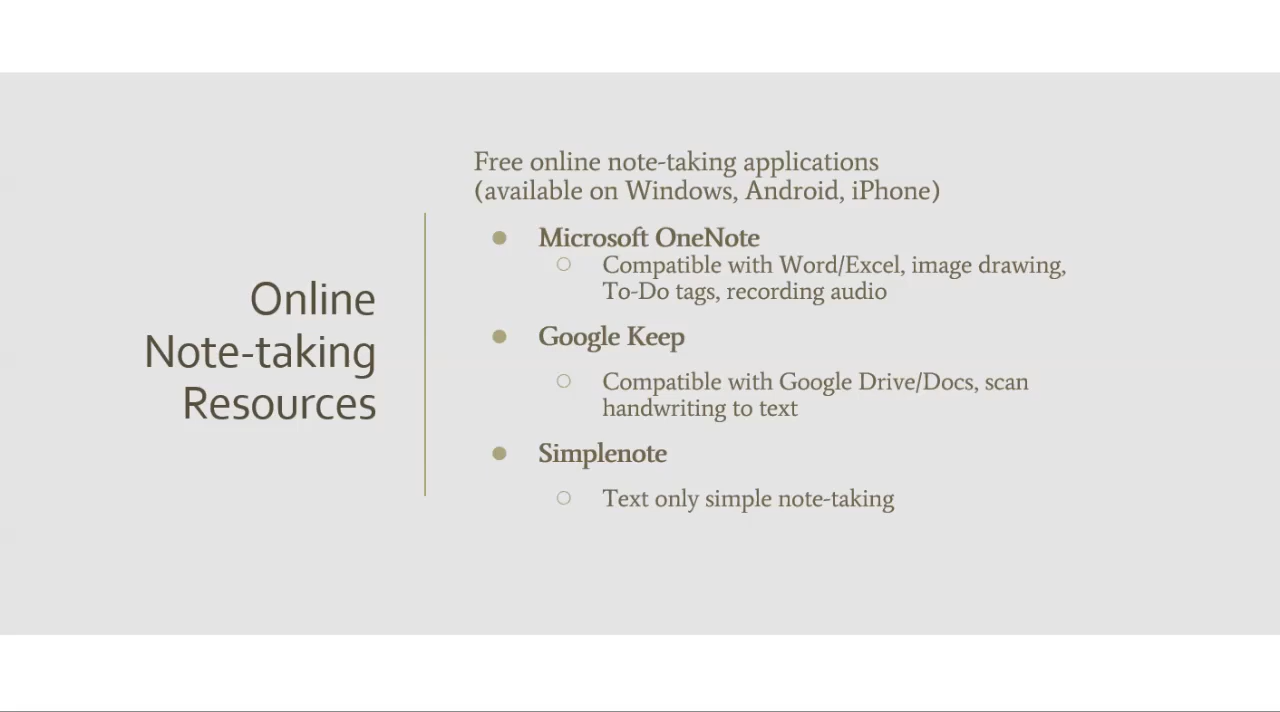 Online
Note-taking
Resources
Free online note-taking applications
(available on Windows, Android, iPhone)
● Microsoft OneNote
○ Compatible with Word/Excel, image drawing,
To-Do tags, recording audio
● Google Keep
○ Compatible with Google Drive/Docs, scan
handwriting to text
● Simplenote
○ Text only simple note-taking